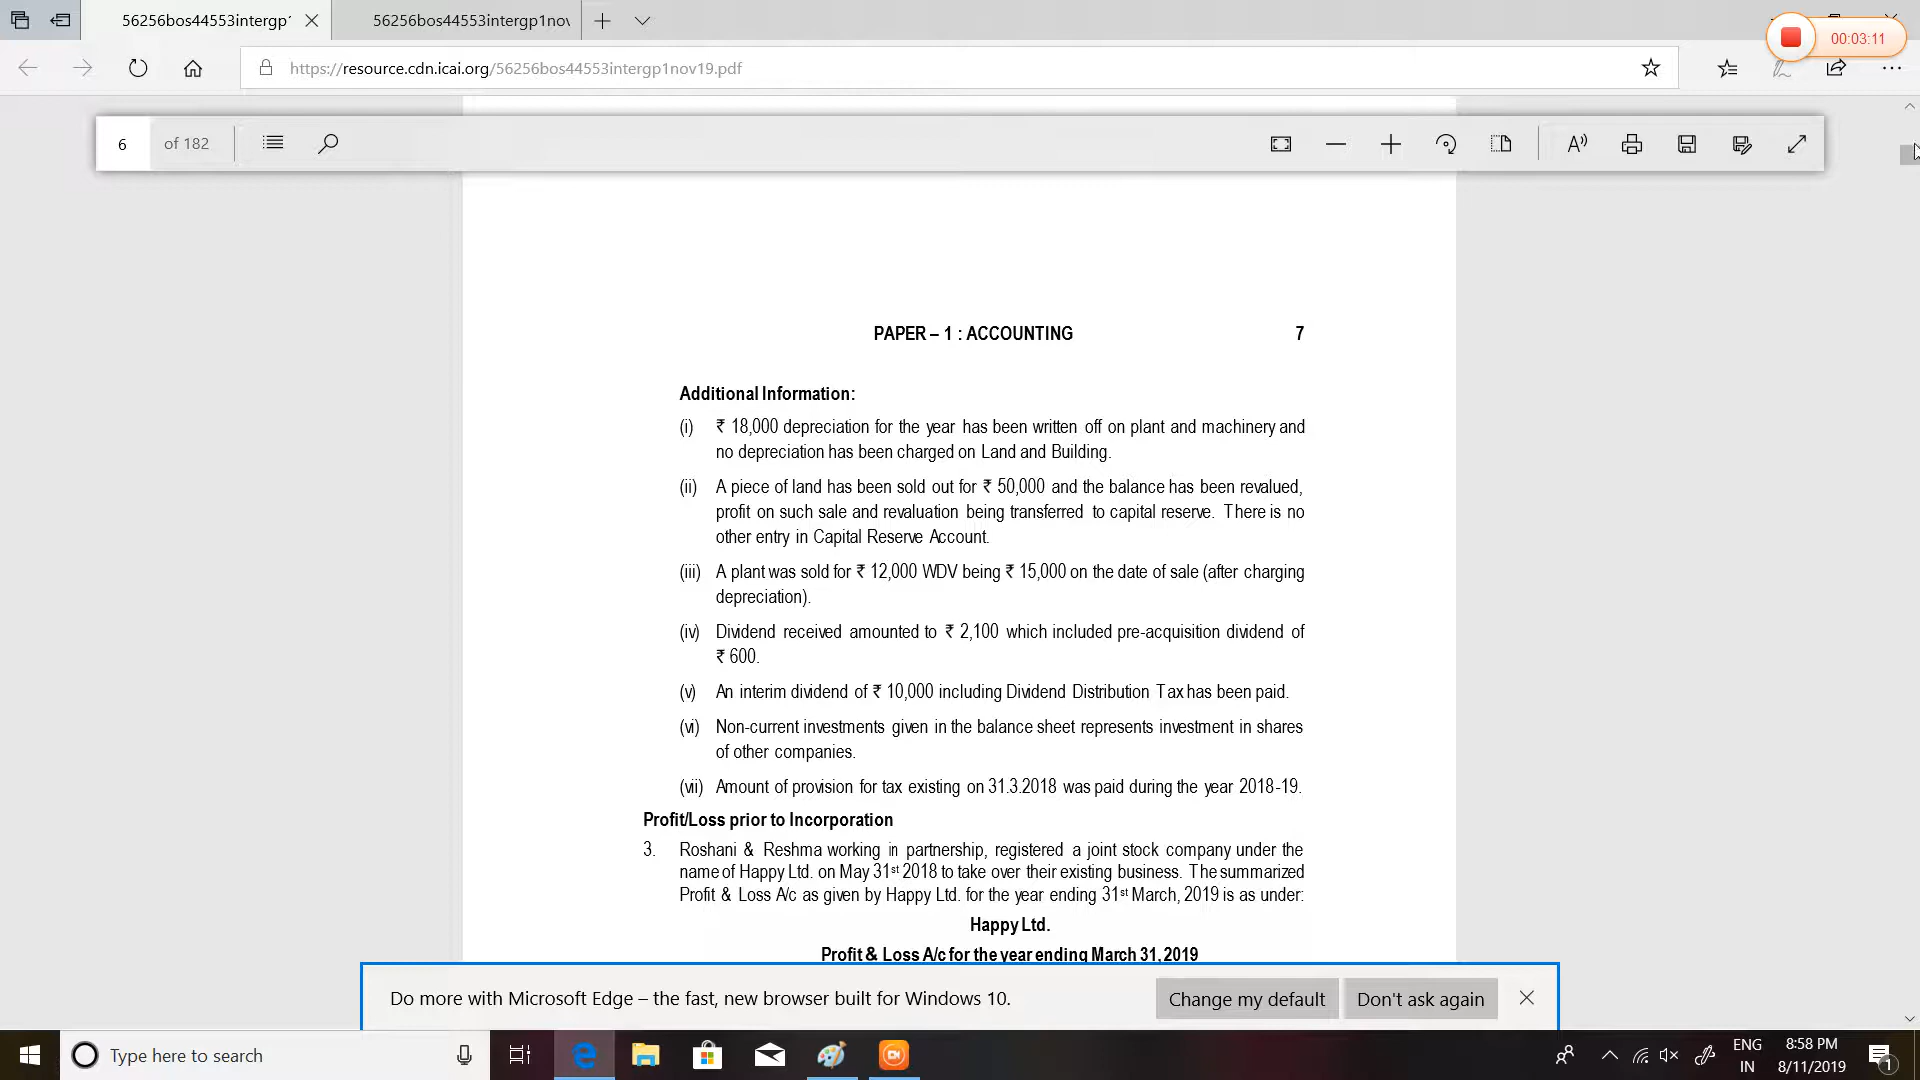 56256bos44553intergp1
56256bos44553intergp1nov
00:03:11
https://resource.cdn.icai.org/56256bos44553intergp1nov19.pdf
6 of 182
PAPER – 1 : ACCOUNTING 7
Additional Information:
(i) ₹ 18,000 depreciation for the year has been written off on plant and machinery and
no depreciation has been charged on Land and Building.
(ii) A piece of land has been sold out for ₹ 50,000 and the balance has been revalued,
profit on such sale and revaluation being transferred to capital reserve. There is no
other entry in Capital Reserve Account.
(iii) A plant was sold for ₹ 12,000 WDV being ₹ 15,000 on the date of sale (after charging
depreciation).
(iv) Dividend received amounted to ₹ 2,100 which included pre-acquisition dividend of
₹ 600.
(v) An interim dividend of ₹ 10,000 including Dividend Distribution Tax has been paid.
(vi) Non-current investments given in the balance sheet represents investment in shares
of other companies.
(vii) Amount of provision for tax existing on 31.3.2018 was paid during the year 2018-19.
Profit/Loss prior to Incorporation
3. Roshani & Reshma working in partnership, registered a joint stock company under the
name of Happy Ltd. on May 31st 2018 to take over their existing business. The summarized
Profit & Loss A/c as given by Happy Ltd. for the year ending 31st March, 2019 is as under:
Happy Ltd.
Profit & Loss A/c for the year ending March 31, 2019
Do more with Microsoft Edge – the fast, new browser built for Windows 10.
Change my default
Don't ask again
Type here to search
ENG
IN
8:58 PM
8/11/2019
1